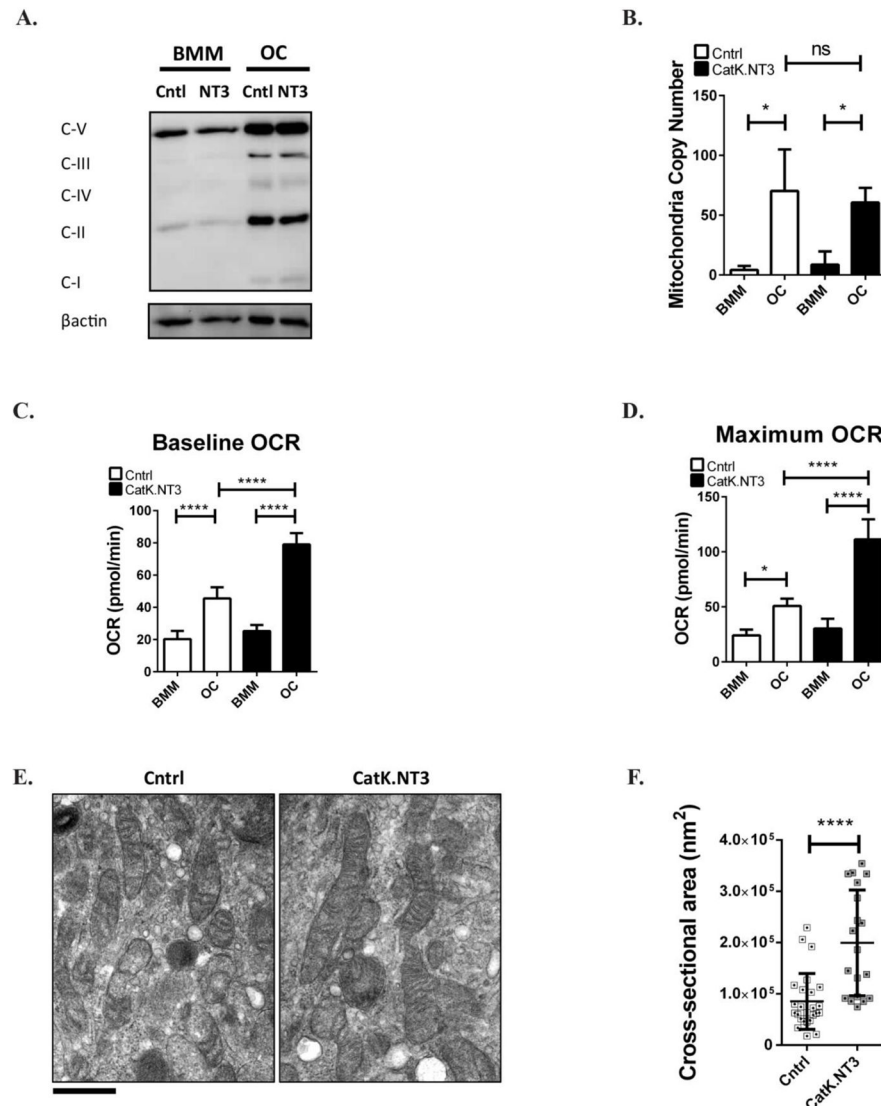 A.
BMM OC
Cntl NT3 Cntl NT3
C-V
C-III
C-IV
C-II
C-I
βactin
B.
Cntrl
CatK.NT3
ns
* *
Mitochondria Copy Number
150
100
50
0
BMM OC BMM OC
C.
Baseline OCR
Cntrl
CatK.NT3
****
**** ****
OCR (pmol/min)
100
80
60
40
20
0
BMM OC BMM OC
D.
Maximum OCR
Cntrl
CatK.NT3
****
****
*
OCR (pmol/min)
150
100
50
0
BMM OC BMM OC
E.
Cntrl CatK.NT3
F.
****
Cross-sectional area (nm²)
4.0×10⁵
3.0×10⁵
2.0×10⁵
1.0×10⁵
0
Cntrl CatK.NT3